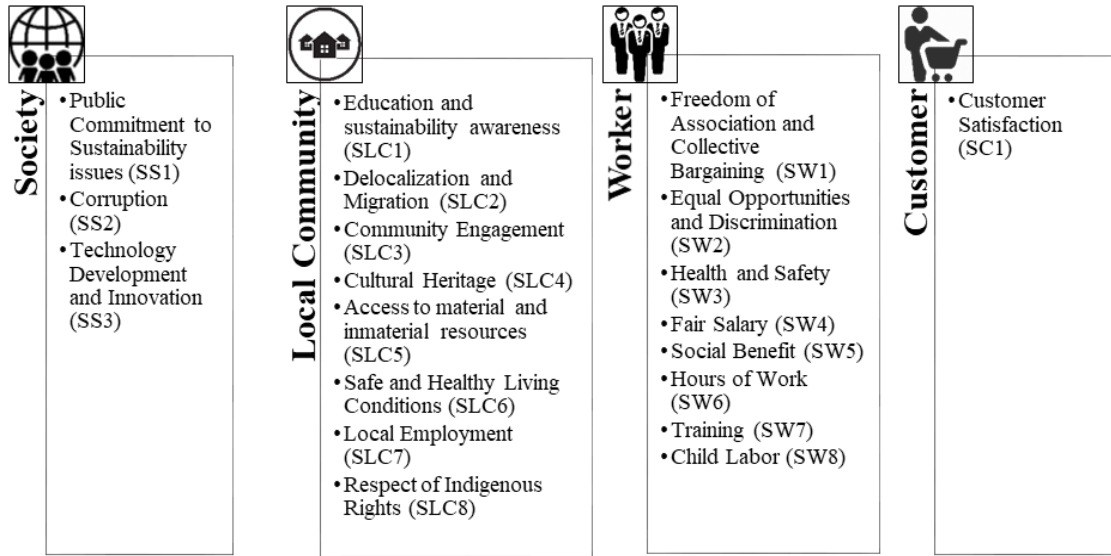 Society
• Public
Commitment to
Sustainability
issues (SS1)
• Corruption
(SS2)
• Technology
Development
and Innovation
(SS3)
Local Community
• Education and
sustainability awareness
(SLC1)
• Delocalization and
Migration (SLC2)
• Community Engagement
(SLC3)
• Cultural Heritage (SLC4)
• Access to material and
inmaterial resources
(SLC5)
• Safe and Healthy Living
Conditions (SLC6)
• Local Employment
(SLC7)
• Respect of Indigenous
Rights (SLC8)
Worker
• Freedom of
Association and
Collective
Bargaining (SW1)
• Equal Opportunities
and Discrimination
(SW2)
• Health and Safety
(SW3)
• Fair Salary (SW4)
• Social Benefit (SW5)
• Hours of Work
(SW6)
• Training (SW7)
• Child Labor (SW8)
Customer
• Customer
Satisfaction
(SC1)